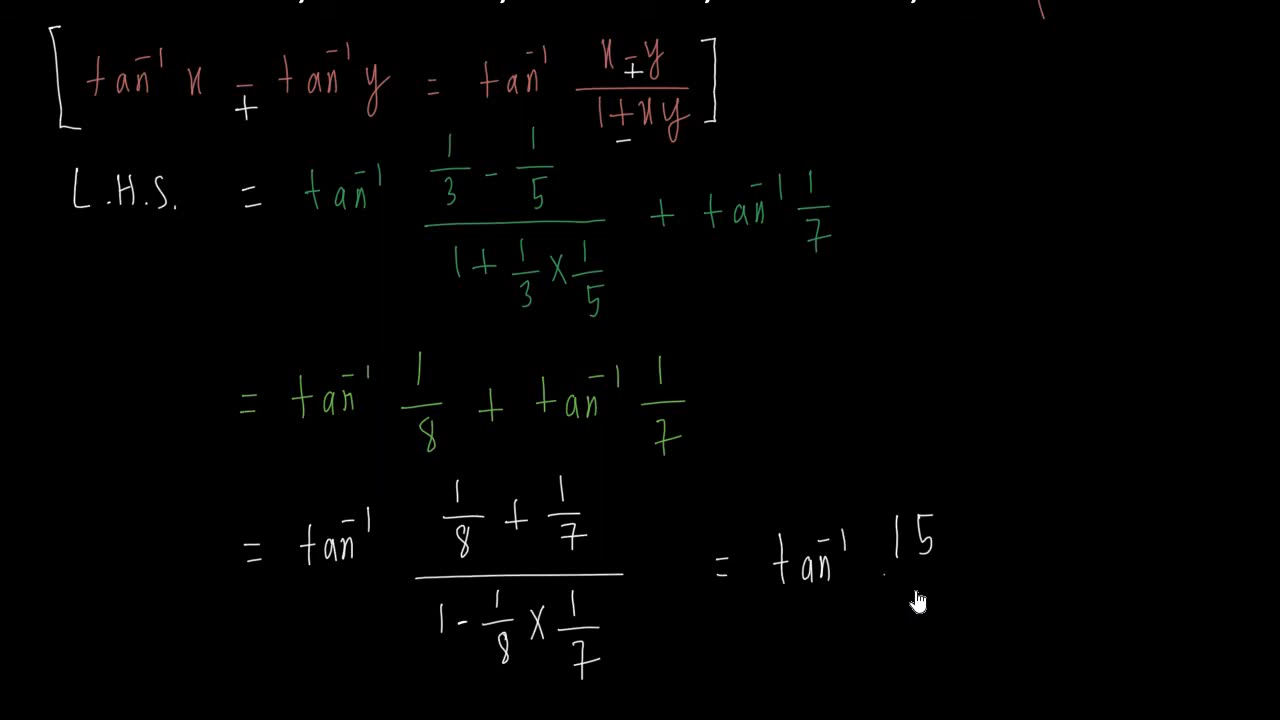 [tan⁻¹ x ∓ tan⁻¹ y = tan⁻¹ (x ∓ y)/(1 ± xy)]
L.H.S. = tan⁻¹ (1/3 - 1/5)/(1 + 1/3 × 1/5) + tan⁻¹ 1/7
= tan⁻¹ 1/8 + tan⁻¹ 1/7
= tan⁻¹ (1/8 + 1/7)/(1 - 1/8 × 1/7) = tan⁻¹ 15